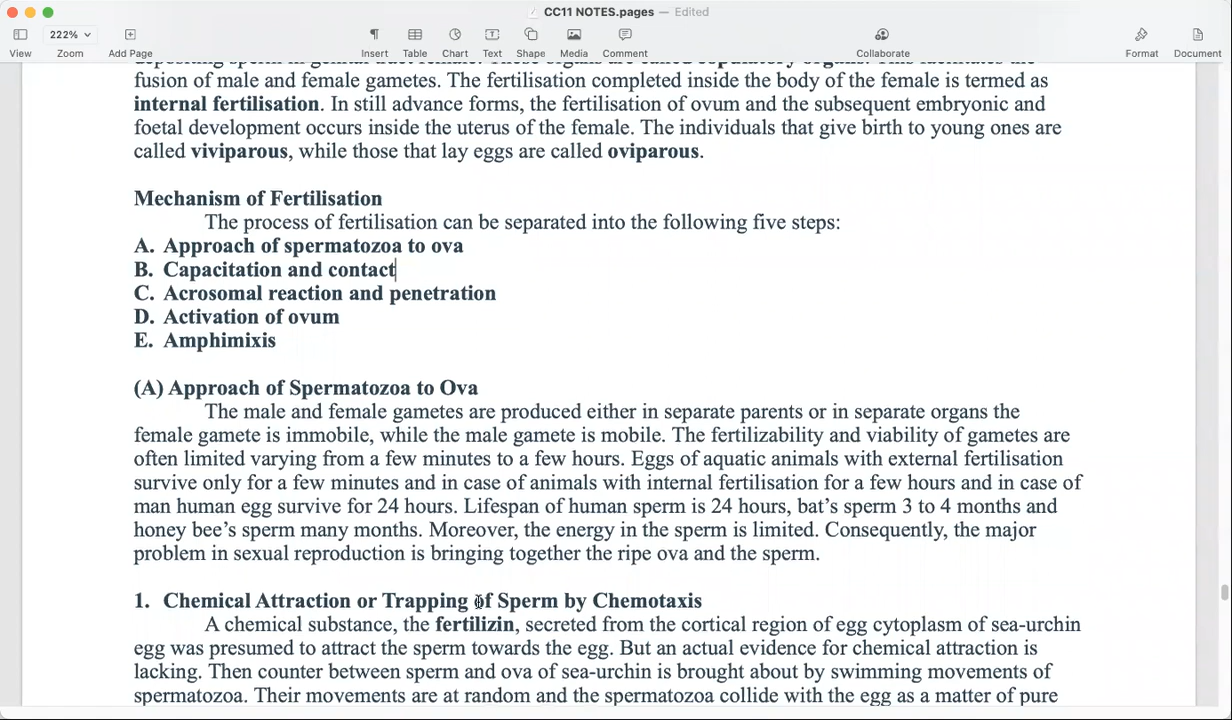 CC11 NOTES.pages — Edited
222%
View Zoom Add Page Insert Table Chart Text Shape Media Comment Collaborate Format Document
fusion of male and female gametes. The fertilisation completed inside the body of the female is termed as
internal fertilisation. In still advance forms, the fertilisation of ovum and the subsequent embryonic and
foetal development occurs inside the uterus of the female. The individuals that give birth to young ones are
called viviparous, while those that lay eggs are called oviparous.
Mechanism of Fertilisation
The process of fertilisation can be separated into the following five steps:
A. Approach of spermatozoa to ova
B. Capacitation and contact
C. Acrosomal reaction and penetration
D. Activation of ovum
E. Amphimixis
(A) Approach of Spermatozoa to Ova
The male and female gametes are produced either in separate parents or in separate organs the
female gamete is immobile, while the male gamete is mobile. The fertilizability and viability of gametes are
often limited varying from a few minutes to a few hours. Eggs of aquatic animals with external fertilisation
survive only for a few minutes and in case of animals with internal fertilisation for a few hours and in case of
man human egg survive for 24 hours. Lifespan of human sperm is 24 hours, bat's sperm 3 to 4 months and
honey bee's sperm many months. Moreover, the energy in the sperm is limited. Consequently, the major
problem in sexual reproduction is bringing together the ripe ova and the sperm.
1. Chemical Attraction or Trapping of Sperm by Chemotaxis
A chemical substance, the fertilizin, secreted from the cortical region of egg cytoplasm of sea-urchin
egg was presumed to attract the sperm towards the egg. But an actual evidence for chemical attraction is
lacking. Then counter between sperm and ova of sea-urchin is brought about by swimming movements of
spermatozoa. Their movements are at random and the spermatozoa collide with the egg as a matter of pure